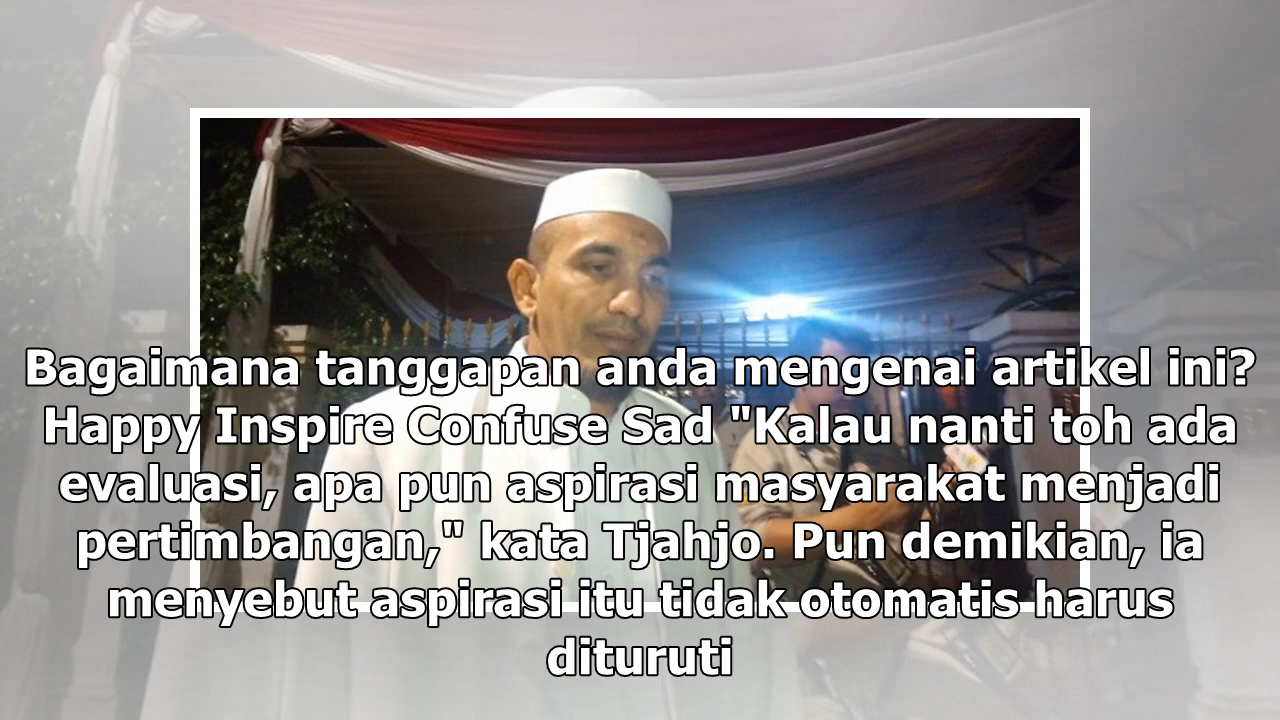 Bagaimana tanggapan anda mengenai artikel ini?
Happy Inspire Confuse Sad "Kalau nanti toh ada
evaluasi, apa pun aspirasi masyarakat menjadi
pertimbangan," kata Tjahjo. Pun demikian, ia
menyebut aspirasi itu tidak otomatis harus
dituruti